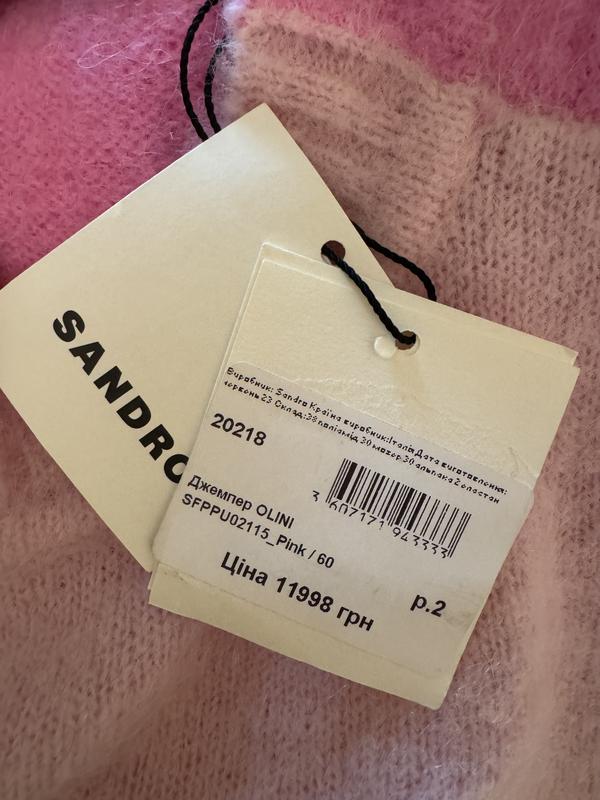 SANDRO
Виробник: Sandro Країна виробник:Італія Дата виготовлення:
червень 23 Склад:38 поліамід 30 мохер 30 альпака 2 еластан
20218
3 607171 943333
Джемпер OLINI
SFPPU02115_Pink / 60
Ціна 11998 грн
р.2